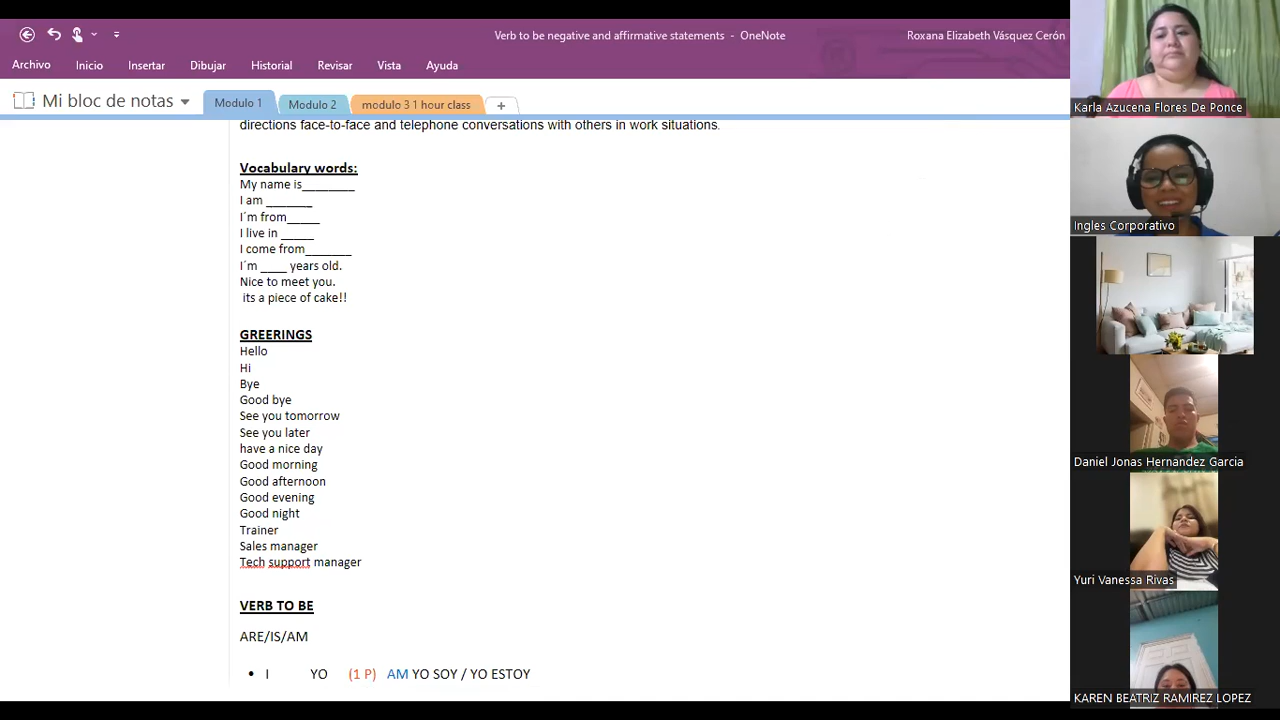 Verb to be negative and affirmative statements - OneNote
Roxana Elizabeth Vásquez Cerón
Archivo Inicio Insertar Dibujar Historial Revisar Vista Ayuda
Mi bloc de notas Modulo 1 Modulo 2 modulo 3 1 hour class +
directions face-to-face and telephone conversations with others in work situations.
Vocabulary words:
My name is________
I am _______
I´m from_____
I live in _____
I come from_______
I´m ____ years old.
Nice to meet you.
its a piece of cake!!
GREERINGS
Hello
Hi
Bye
Good bye
See you tomorrow
See you later
have a nice day
Good morning
Good afternoon
Good evening
Good night
Trainer
Sales manager
Tech support manager
VERB TO BE
ARE/IS/AM
• I YO (1 P) AM YO SOY / YO ESTOY
Karla Azucena Flores De Ponce
Ingles Corporativo
Daniel Jonas Hernandez Garcia
Yuri Vanessa Rivas
KAREN BEATRIZ RAMIREZ LOPEZ